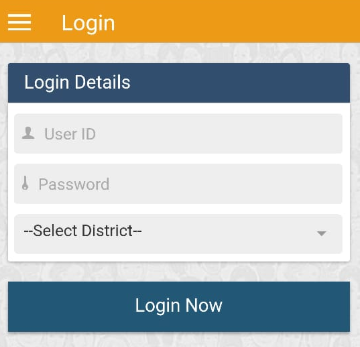 Login
Login Details
User ID
Password
--Select District--
Login Now